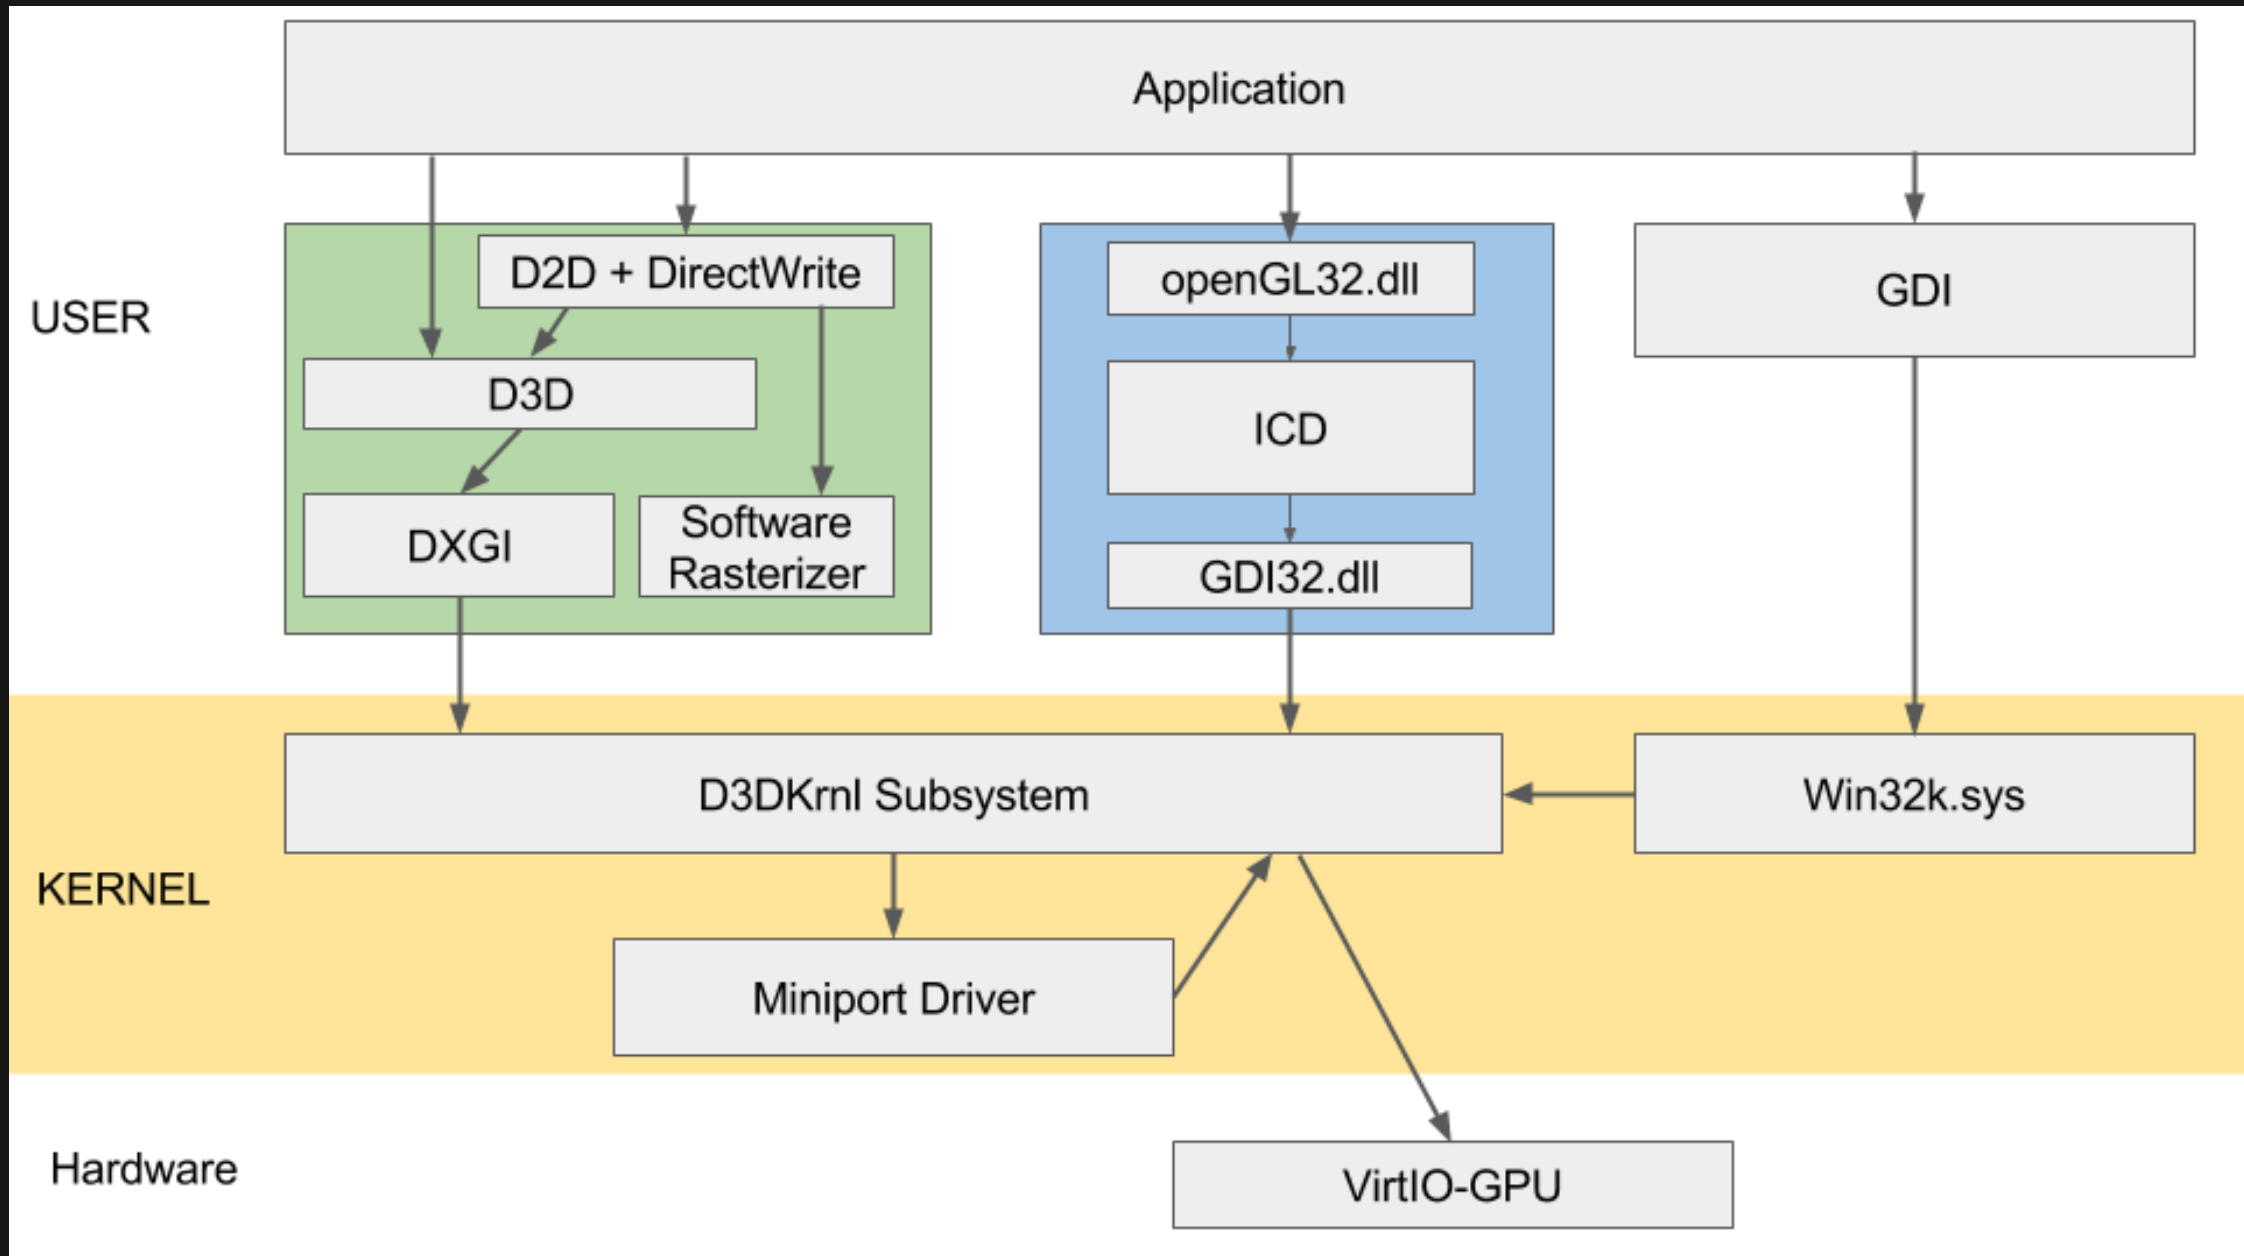 Application
D2D + DirectWrite
openGL32.dll
GDI
USER
D3D
ICD
Software
Rasterizer
DXGI
GDI32.dll
D3DKrnl Subsystem
Win32k.sys
KERNEL
Miniport Driver
Hardware
VirtIO-GPU